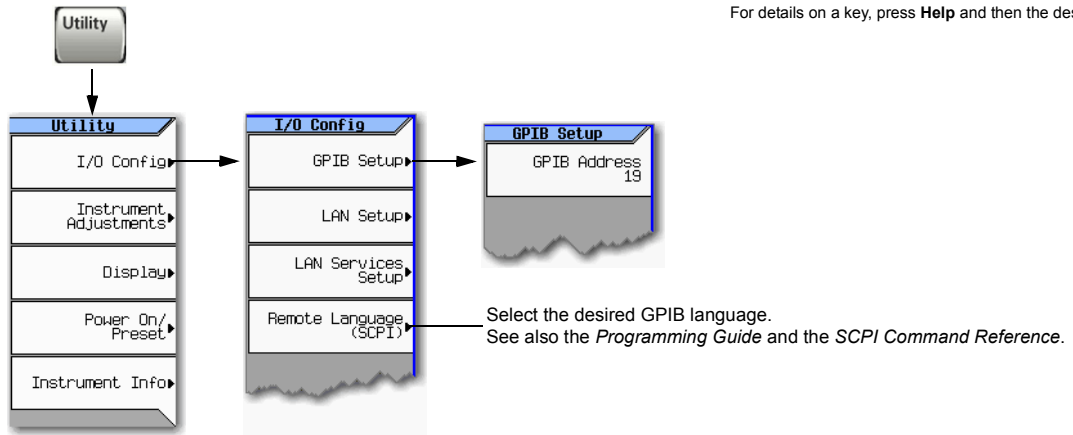 For details on a key, press Help and then the
Utility
Utility
I/O Config
Instrument
Adjustments
Display
Power On/
Preset
Instrument Info
I/O Config
GPIB Setup
LAN Setup
LAN Services
Setup
Remote Language
(SCPI)
GPIB Setup
GPIB Address
19
Select the desired GPIB language.
See also the Programming Guide and the SCPI Command Reference.